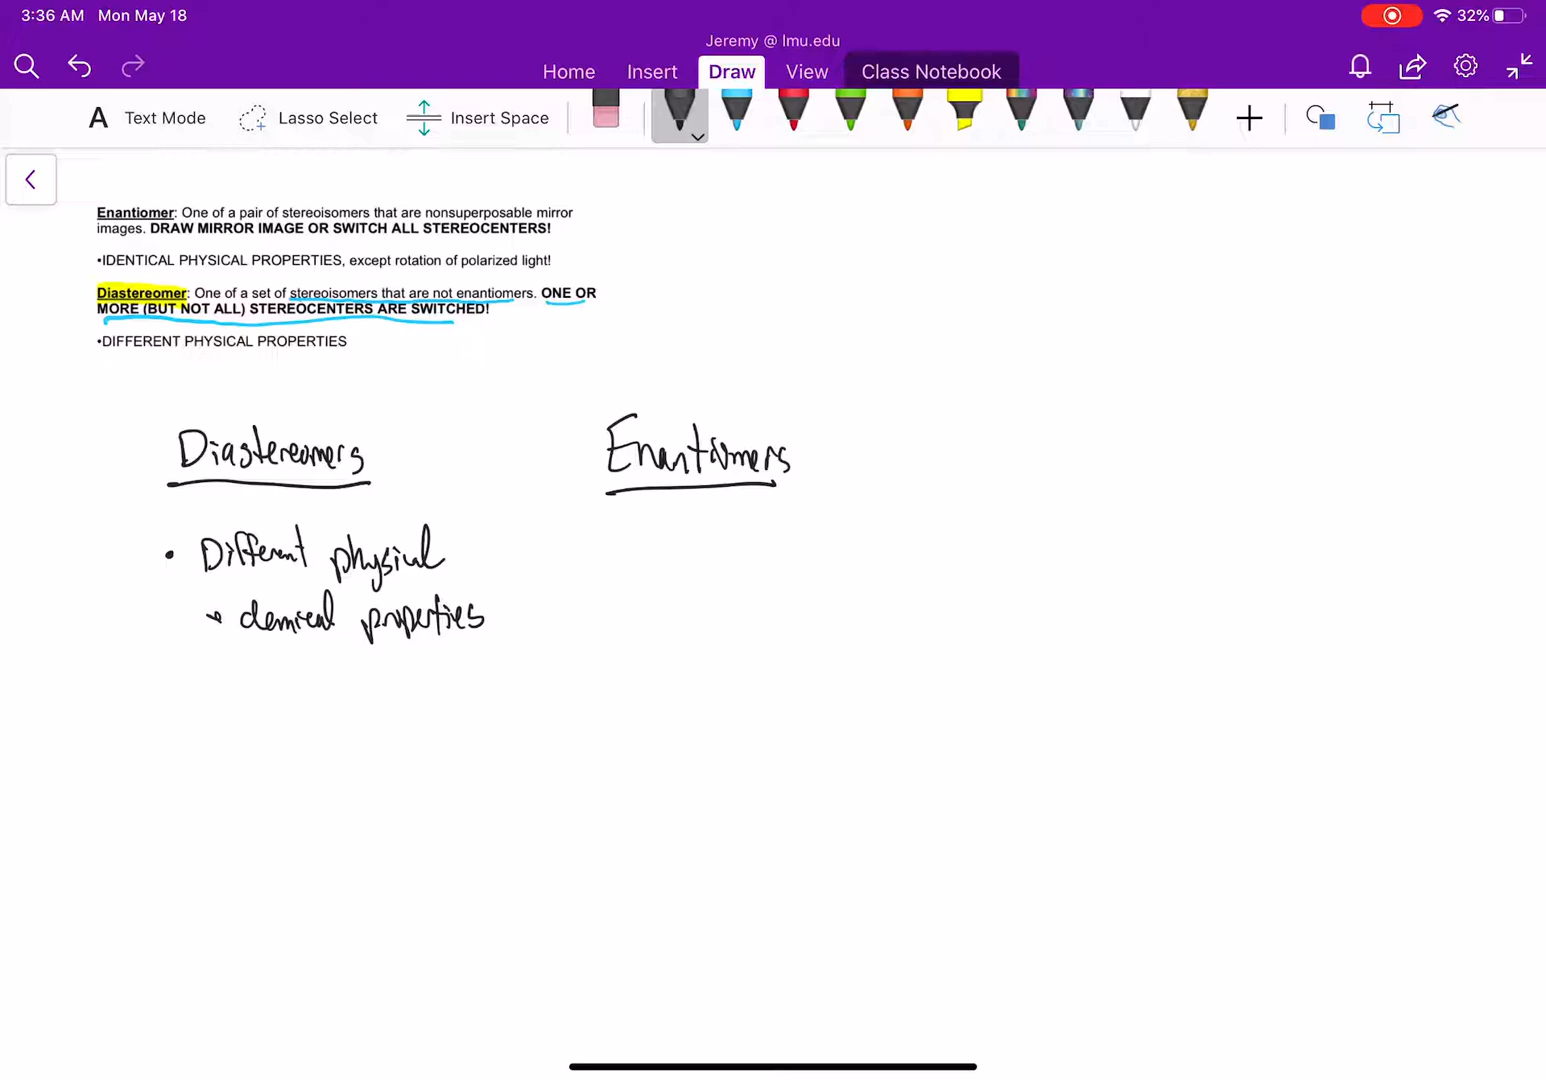 3:36 AM Mon May 18
32%
Jeremy @ lmu.edu
Home Insert Draw View Class Notebook
A Text Mode Lasso Select Insert Space
Enantiomer: One of a pair of stereoisomers that are nonsuperposable mirror
images. DRAW MIRROR IMAGE OR SWITCH ALL STEREOCENTERS!
•IDENTICAL PHYSICAL PROPERTIES, except rotation of polarized light!
Diastereomer: One of a set of stereoisomers that are not enantiomers. ONE OR
MORE (BUT NOT ALL) STEREOCENTERS ARE SWITCHED!
•DIFFERENT PHYSICAL PROPERTIES
Diastereomers Enantiomers
• Different physical
chemical properties